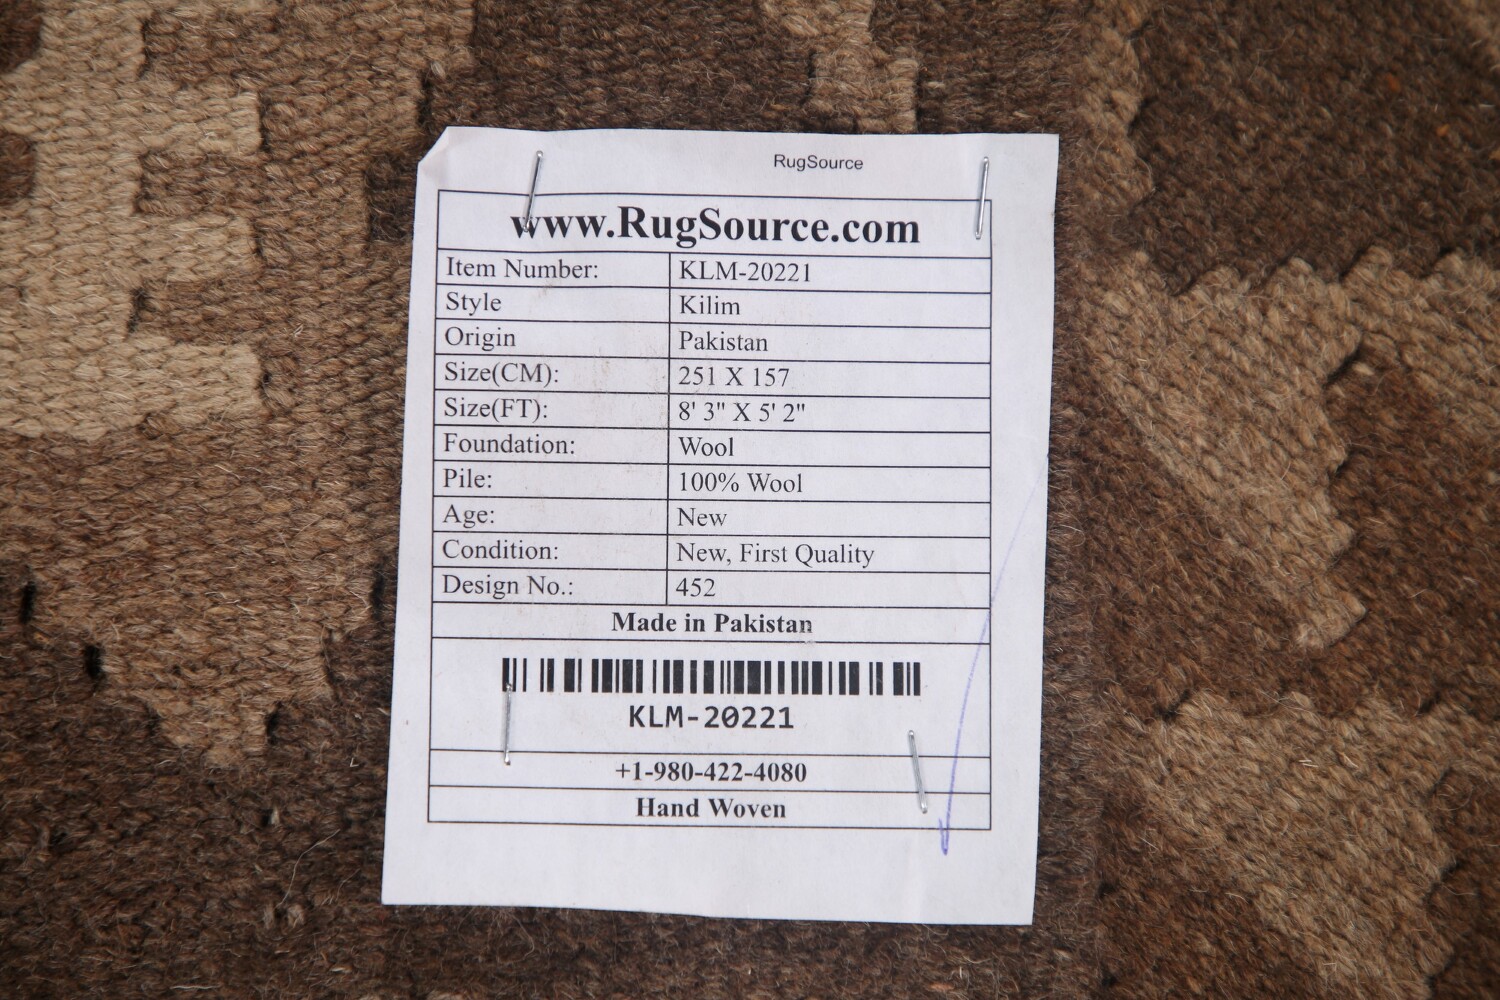 RugSource
www.RugSource.com
Item Number: KLM-20221
Style Kilim
Origin Pakistan
Size(CM): 251 X 157
Size(FT): 8' 3" X 5' 2"
Foundation: Wool
Pile: 100% Wool
Age: New
Condition: New, First Quality
Design No.: 452
Made in Pakistan
KLM-20221
+1-980-422-4080
Hand Woven